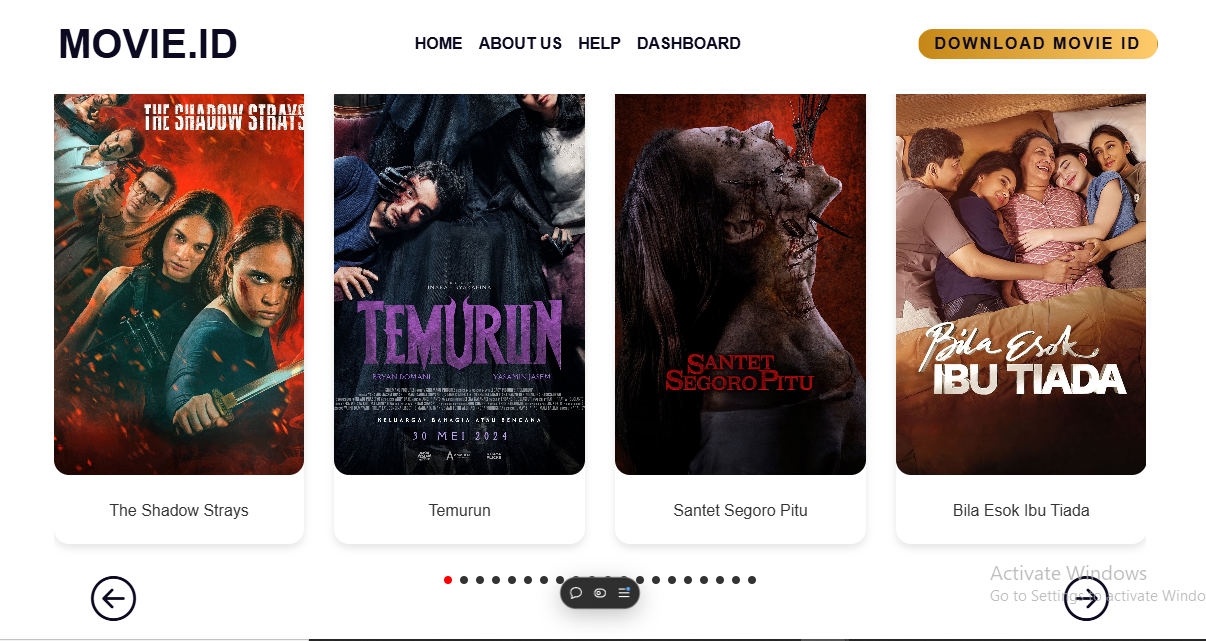 MOVIE.ID
HOME ABOUT US HELP DASHBOARD
DOWNLOAD MOVIE ID
THE SHADOW STRAYS
TEMURUN
BRYAN DOMANI YASAMIN JASEM
KELUARGA BAHAGIA ATAU BENCANA
30 MEI 2024
SANTET
SEGORO PITU
Bila Esok
IBU TIADA
The Shadow Strays
Temurun
Santet Segoro Pitu
Bila Esok Ibu Tiada
Activate Windows
Go to Settings to activate Windo